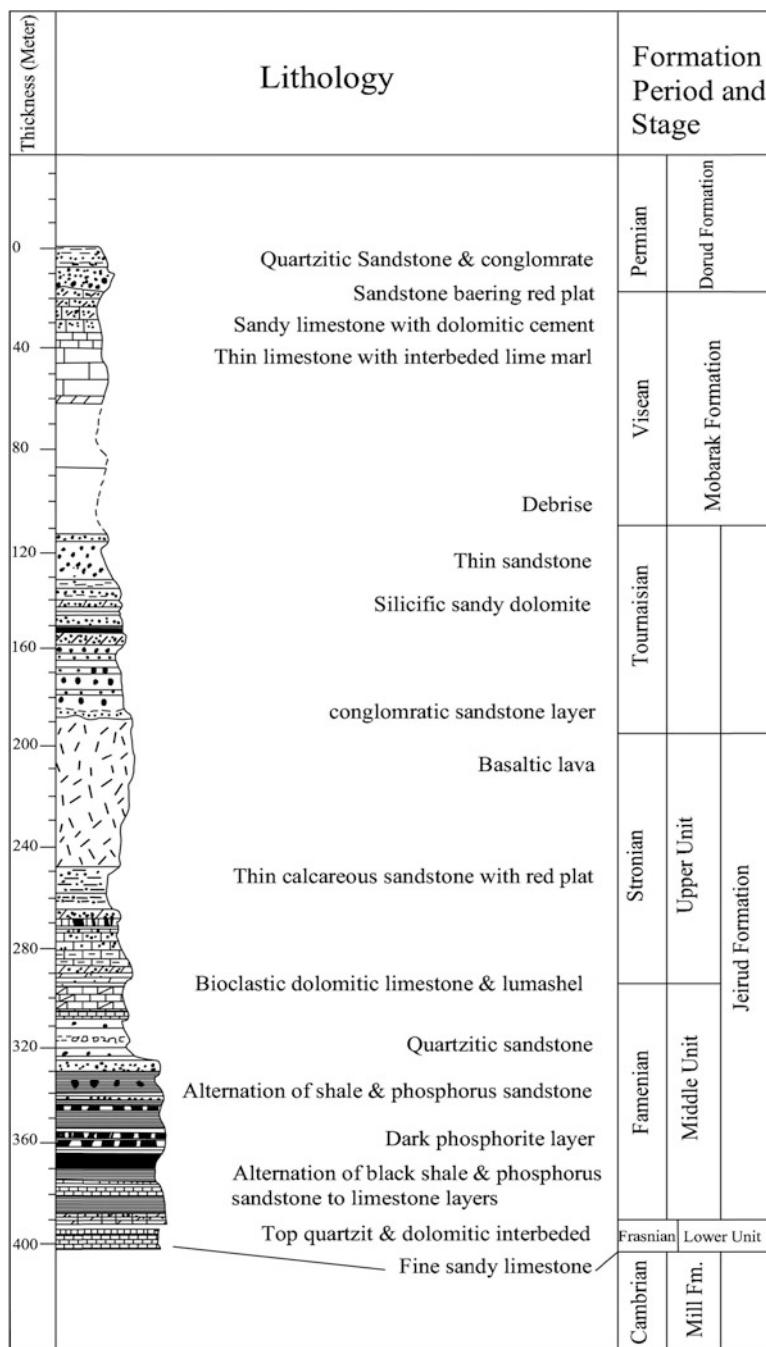 Thickness (Meter)
Lithology
Formation
Period and
Stage
0
40
80
120
160
200
240
280
320
360
400
Quartzitic Sandstone & conglomrate
Sandstone baering red plat
Sandy limestone with dolomitic cement
Thin limestone with interbeded lime marl
Debrise
Thin sandstone
Silicific sandy dolomite
conglomratic sandstone layer
Basaltic lava
Thin calcareous sandstone with red plat
Bioclastic dolomitic limestone & lumashel
Quartzitic sandstone
Alternation of shale & phosphorus sandstone
Dark phosphorite layer
Alternation of black shale & phosphorus
sandstone to limestone layers
Top quartzit & dolomitic interbeded
Fine sandy limestone
Permian
Dorud Formation
Visean
Mobarak Formation
Tournaisian
Stronian
Upper Unit
Jeirud Formation
Famenian
Middle Unit
Frasnian
Lower Unit
Cambrian
Mill Fm.